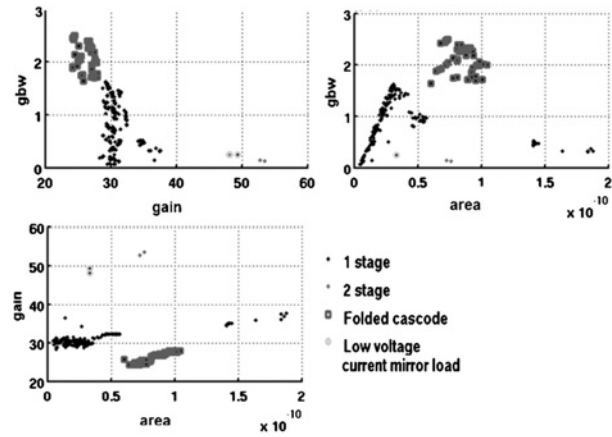 3
2
1
0
gbw
20 30 40 50 60
gain
3
2
1
0
gbw
0 0.5 1 1.5 2
area
x 10⁻¹⁰
60
50
40
30
20
gain
0 0.5 1 1.5 2
area
x 10⁻¹⁰
1 stage
2 stage
Folded cascode
Low voltage
current mirror load